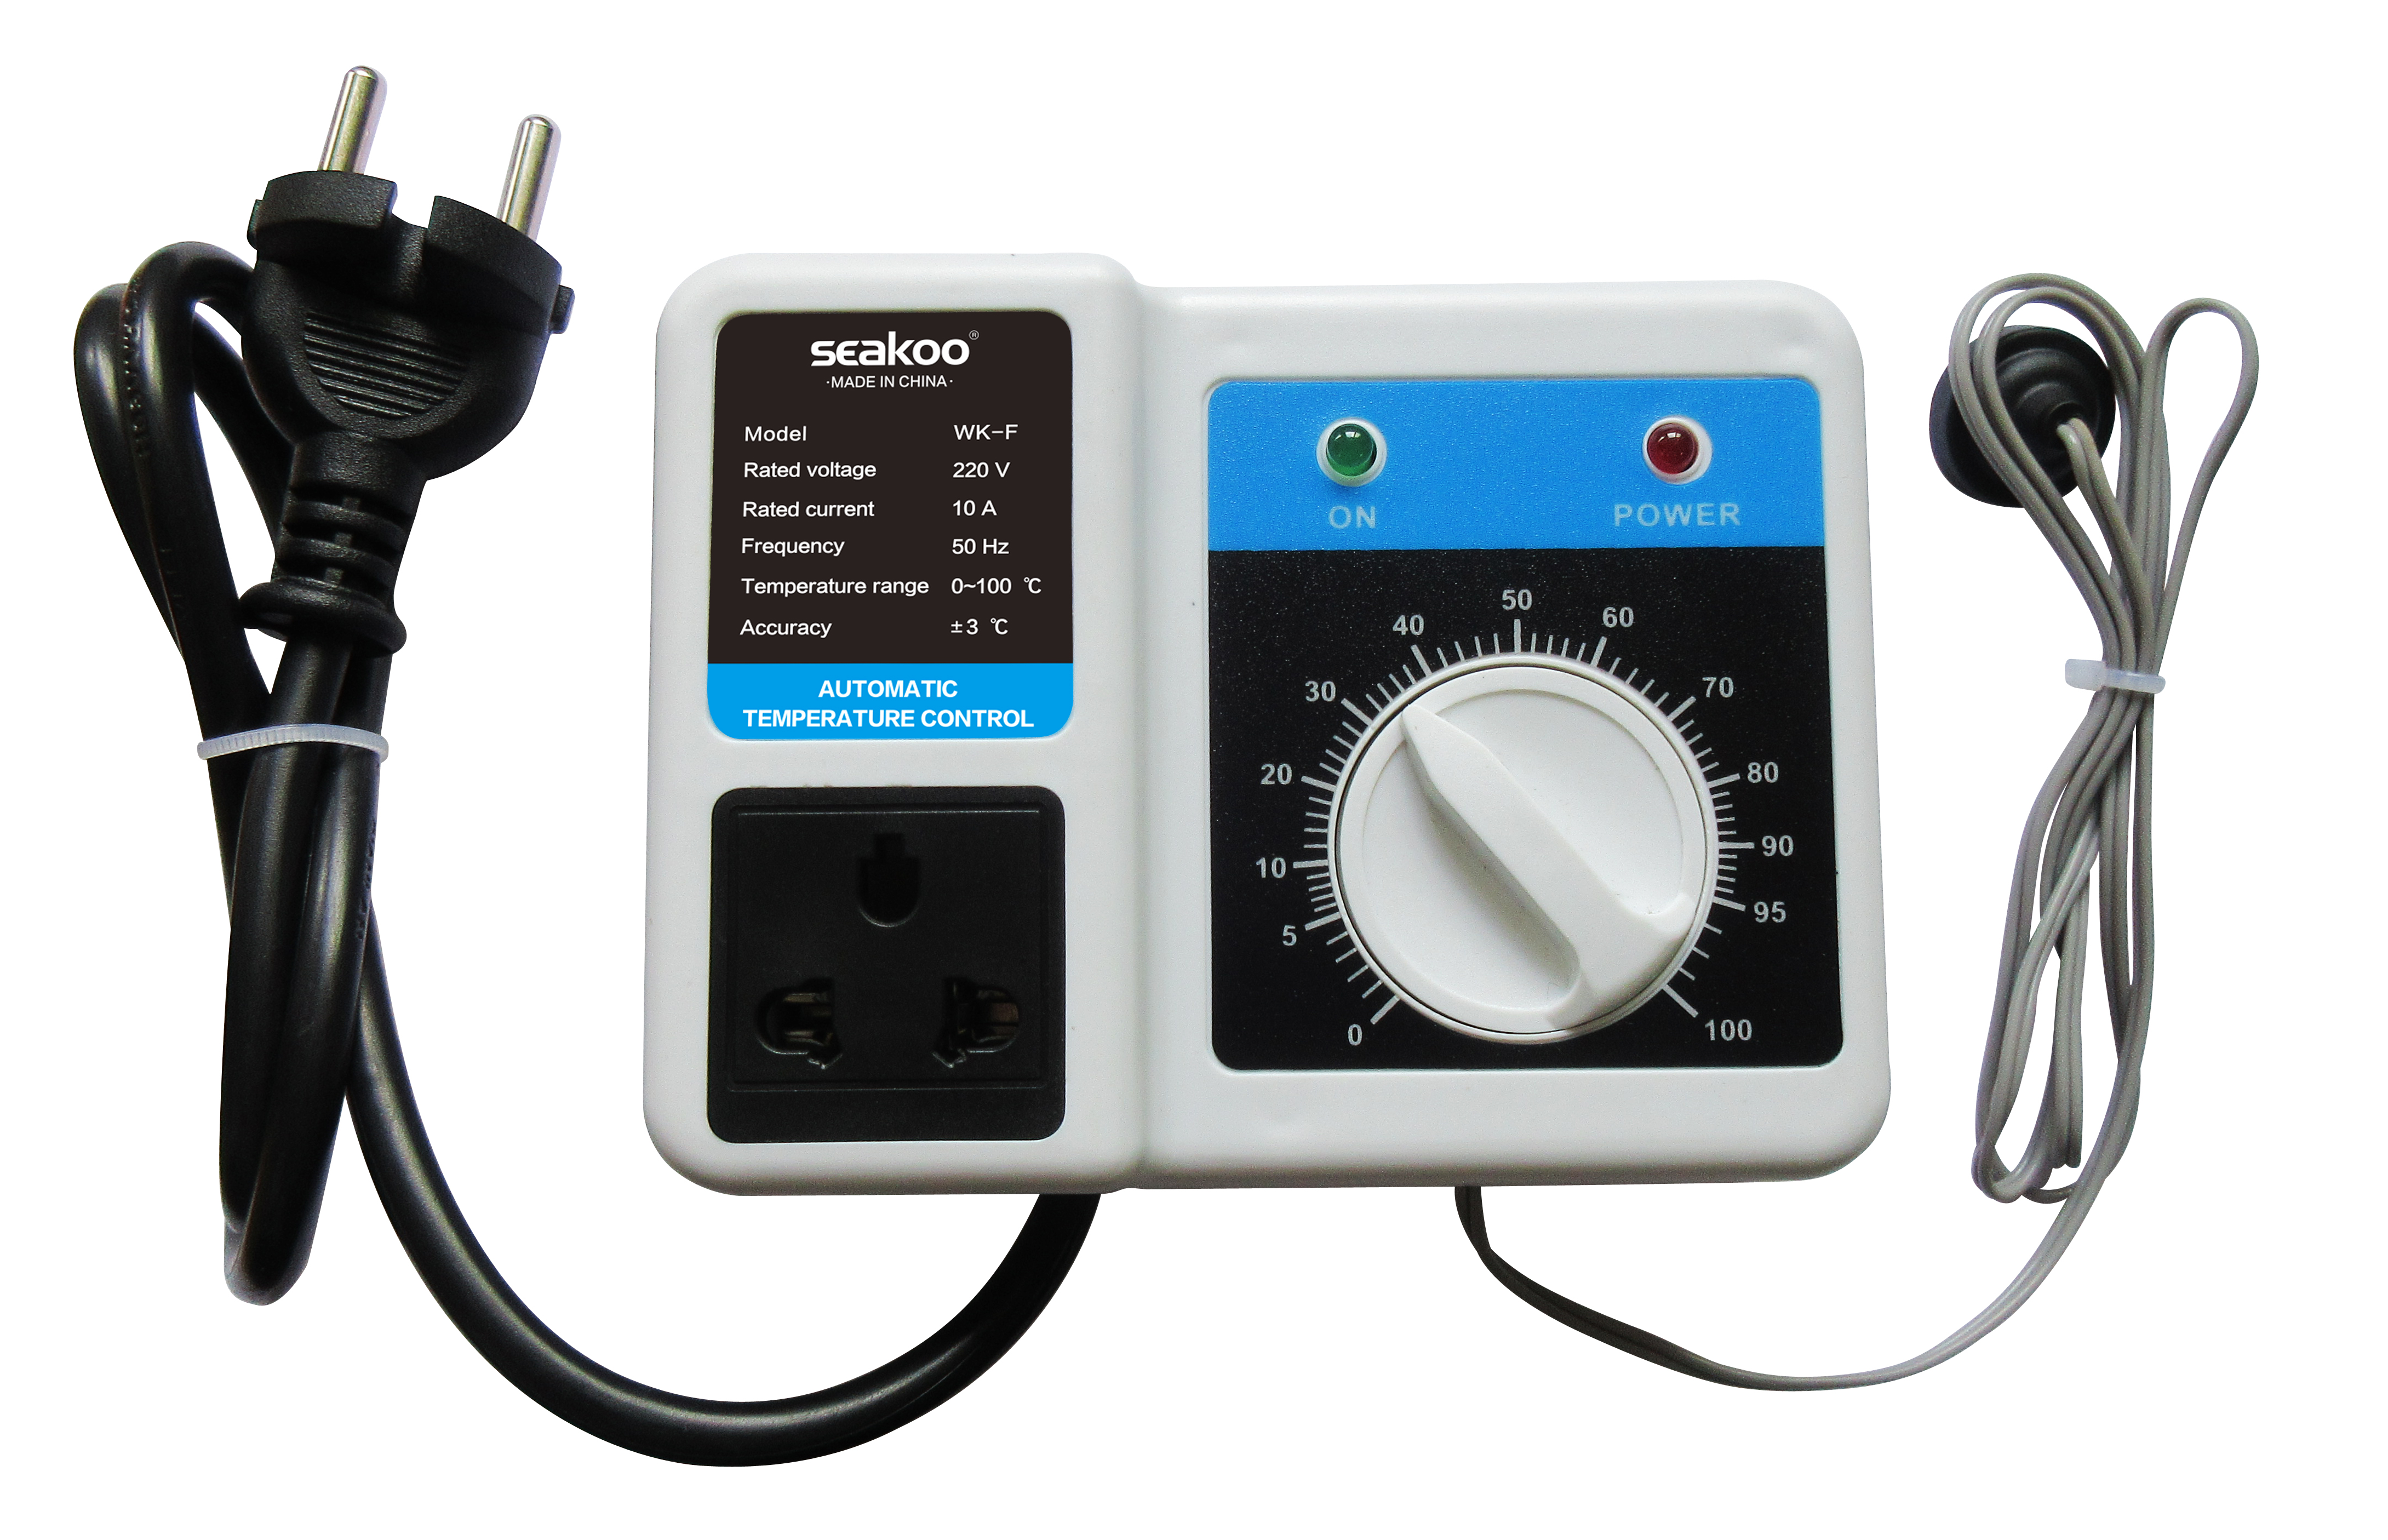 seakoo®
·MADE IN CHINA·
Model WK-F
Rated voltage 220 V
Rated current 10 A
Frequency 50 Hz
Temperature range 0~100 ℃
Accuracy ±3 ℃
AUTOMATIC
TEMPERATURE CONTROL
ON POWER
0
5
10
20
30
40
50
60
70
80
90
95
100